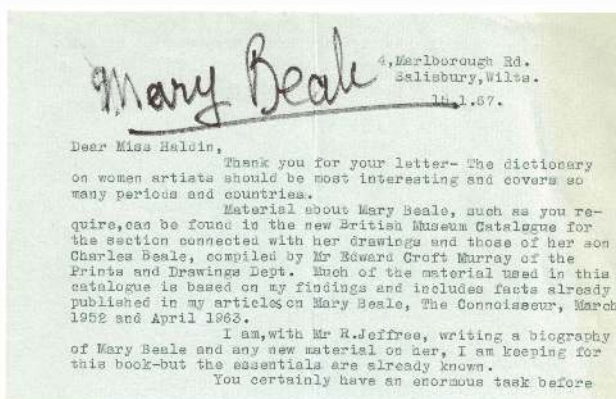 Mary Beale
4, Marlborough Rd.
Salisbury, Wilts.
15.1.67.
Dear Miss Haldin,
Thank you for your letter- The dictionary
on women artists should be most interesting and covers so
many periods and countries.
Material about Mary Beale, such as you re-
quire,can be found in the new British Museum Catalogue for
the section connected with her drawings and those of her son
Charles Beale, compiled by Mr Edward Croft Murray of the
Prints and Drawings Dept. Much of the material used in this
catalogue is based on my findings and includes facts already
published in my articles on Mary Beale, The Connoisseur, March
1952 and April 1963.
I am,with Mr R.Jeffree, writing a biography
of Mary Beale and any new material on her, I am keeping for
this book-but the essentials are already known.
You certainly have an enormous task before